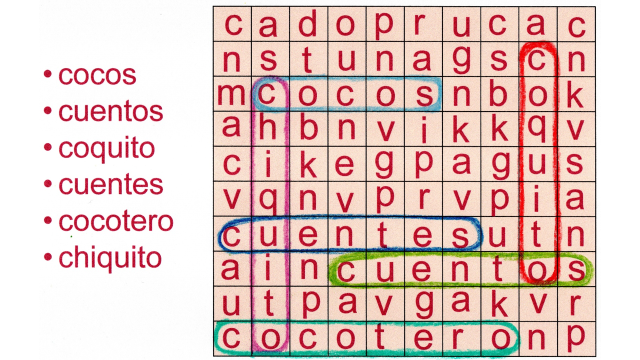 • cocos
• cuentos
• coquito
• cuentes
• cocotero
• chiquito
c a d o p r u c a c
n s t u n a g s c n
m c o c o s n b o k
a h b n v i k k q v
c i k e g p a g u s
v q n v p r v p i a
c u e n t e s u t n
a i n c u e n t o s
u t p a v g a k v r
c o c o t e r o n p